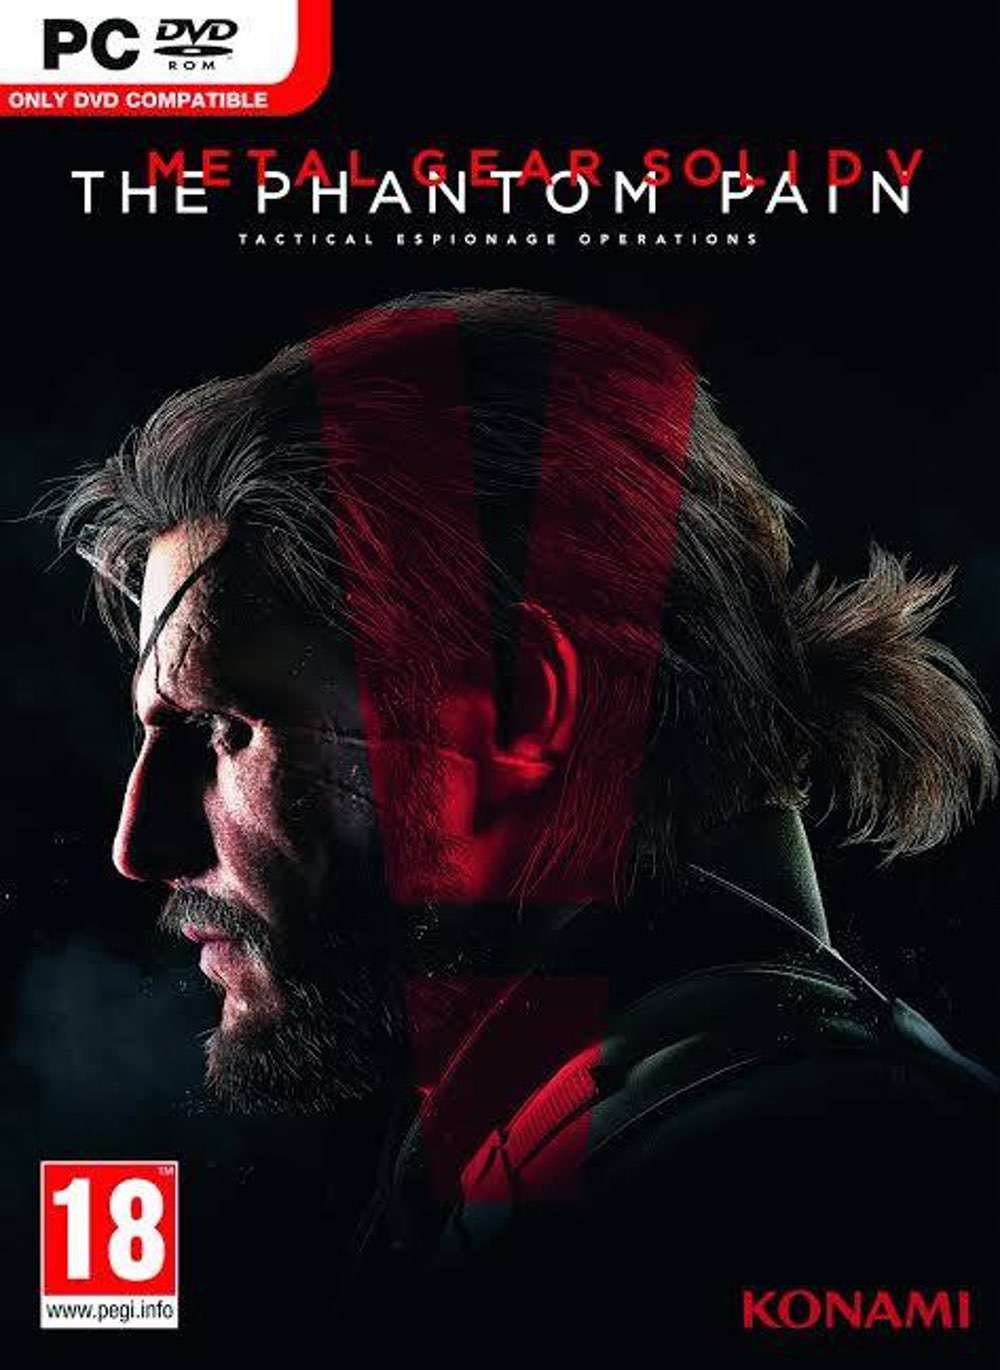 PC DVD
ROM
ONLY DVD COMPATIBLE
METAL GEAR SOLID V
THE PHANTOM PAIN
TACTICAL ESPIONAGE OPERATIONS
!
18 TM
www.pegi.info
KONAMI